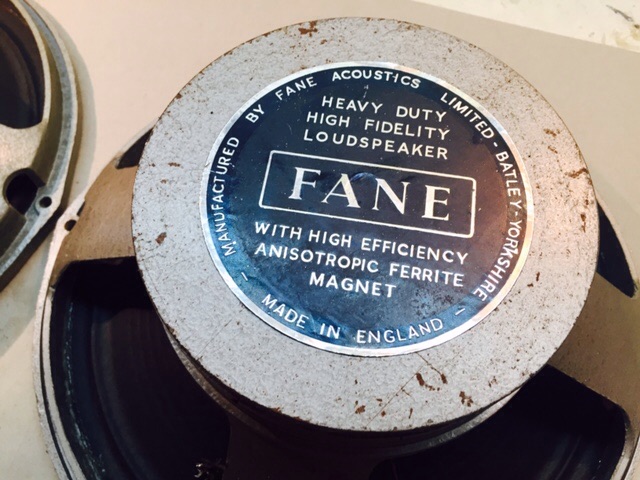 MANUFACTURED BY FANE ACOUSTICS LIMITED - BATLEY - YORKSHIRE
HEAVY DUTY
HIGH FIDELITY
LOUDSPEAKER
FANE
WITH HIGH EFFICIENCY
ANISOTROPIC FERRITE
MAGNET
- MADE IN ENGLAND -